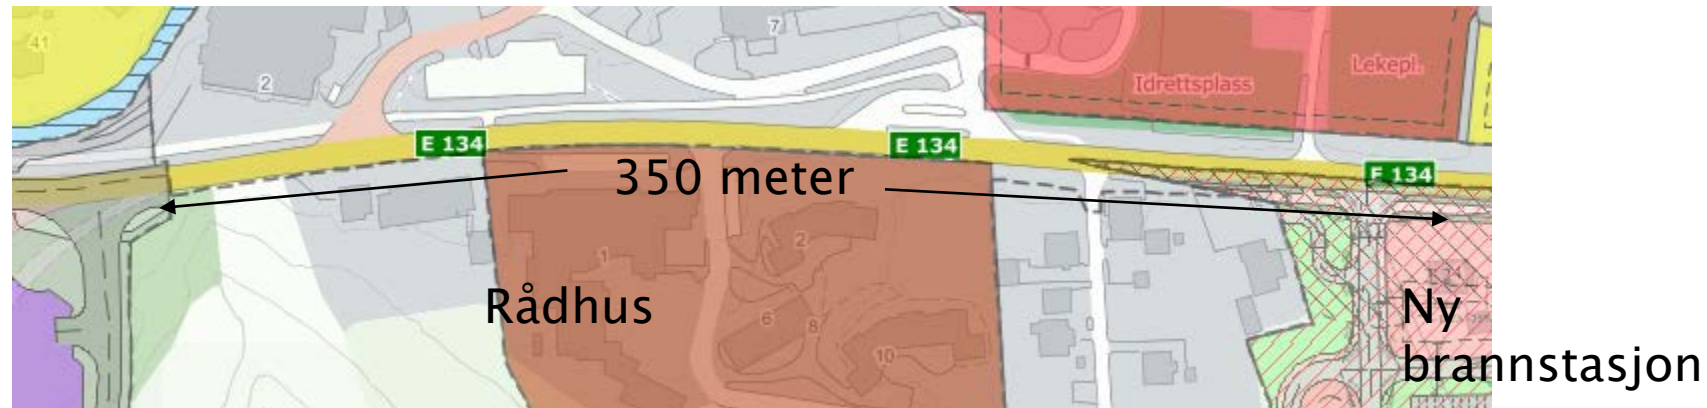 41
2
7
Idrettsplass
Lekepl.
E 134
E 134
E 134
350 meter
1
2
6
8
10
Rådhus
Ny
brannstasjon